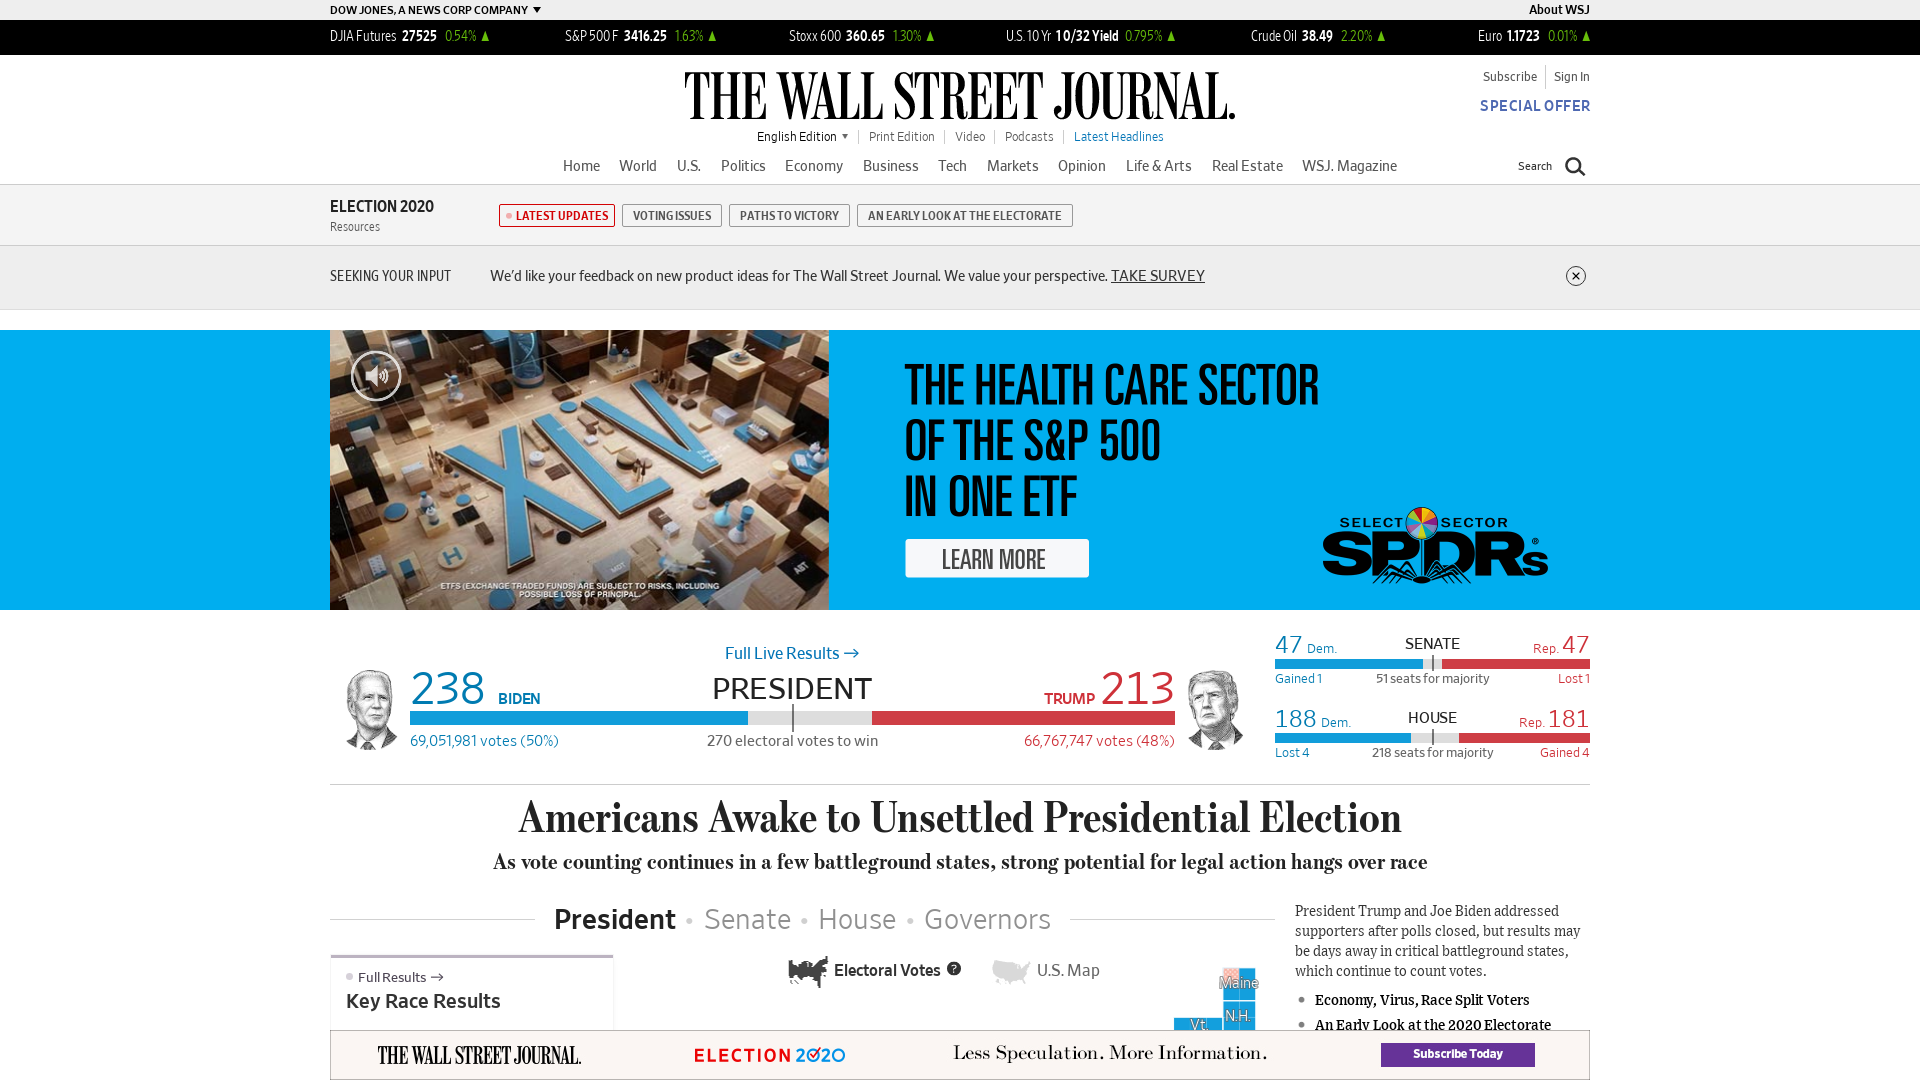 DOW JONES, A NEWS CORP COMPANY
About WSJ
DJIA Futures 27525 0.54%
S&P 500 F 3416.25 1.63%
Stoxx 600 360.65 1.30%
U.S. 10 Yr 10/32 Yield 0.795%
Crude Oil 38.49 2.20%
Euro 1.1723 0.01%
THE WALL STREET JOURNAL.
Subscribe
Sign In
SPECIAL OFFER
English Edition
Print Edition
Video
Podcasts
Latest Headlines
Home
World
U.S.
Politics
Economy
Business
Tech
Markets
Opinion
Life & Arts
Real Estate
WSJ. Magazine
Search
ELECTION 2020
Resources
LATEST UPDATES
VOTING ISSUES
PATHS TO VICTORY
AN EARLY LOOK AT THE ELECTORATE
SEEKING YOUR INPUT
We’d like your feedback on new product ideas for The Wall Street Journal. We value your perspective. TAKE SURVEY
XLV
ETFS (EXCHANGE TRADED FUNDS) ARE SUBJECT TO RISKS, INCLUDING
POSSIBLE LOSS OF PRINCIPAL.
THE HEALTH CARE SECTOR
OF THE S&P 500
IN ONE ETF
LEARN MORE
SELECT SECTOR
SPDRs®
Full Live Results →
238 BIDEN
PRESIDENT
TRUMP 213
69,051,981 votes (50%)
270 electoral votes to win
66,767,747 votes (48%)
47 Dem.
SENATE
Rep. 47
Gained 1
51 seats for majority
Lost 1
188 Dem.
HOUSE
Rep. 181
Lost 4
218 seats for majority
Gained 4
Americans Awake to Unsettled Presidential Election
As vote counting continues in a few battleground states, strong potential for legal action hangs over race
President • Senate • House • Governors
Full Results →
Key Race Results
Electoral Votes ?
U.S. Map
Maine
N.H.
Vt.
President Trump and Joe Biden addressed
supporters after polls closed, but results may
be days away in critical battleground states,
which continue to count votes.
• Economy, Virus, Race Split Voters
• An Early Look at the 2020 Electorate
THE WALL STREET JOURNAL.
ELECTION 2020
Less Speculation. More Information.
Subscribe Today